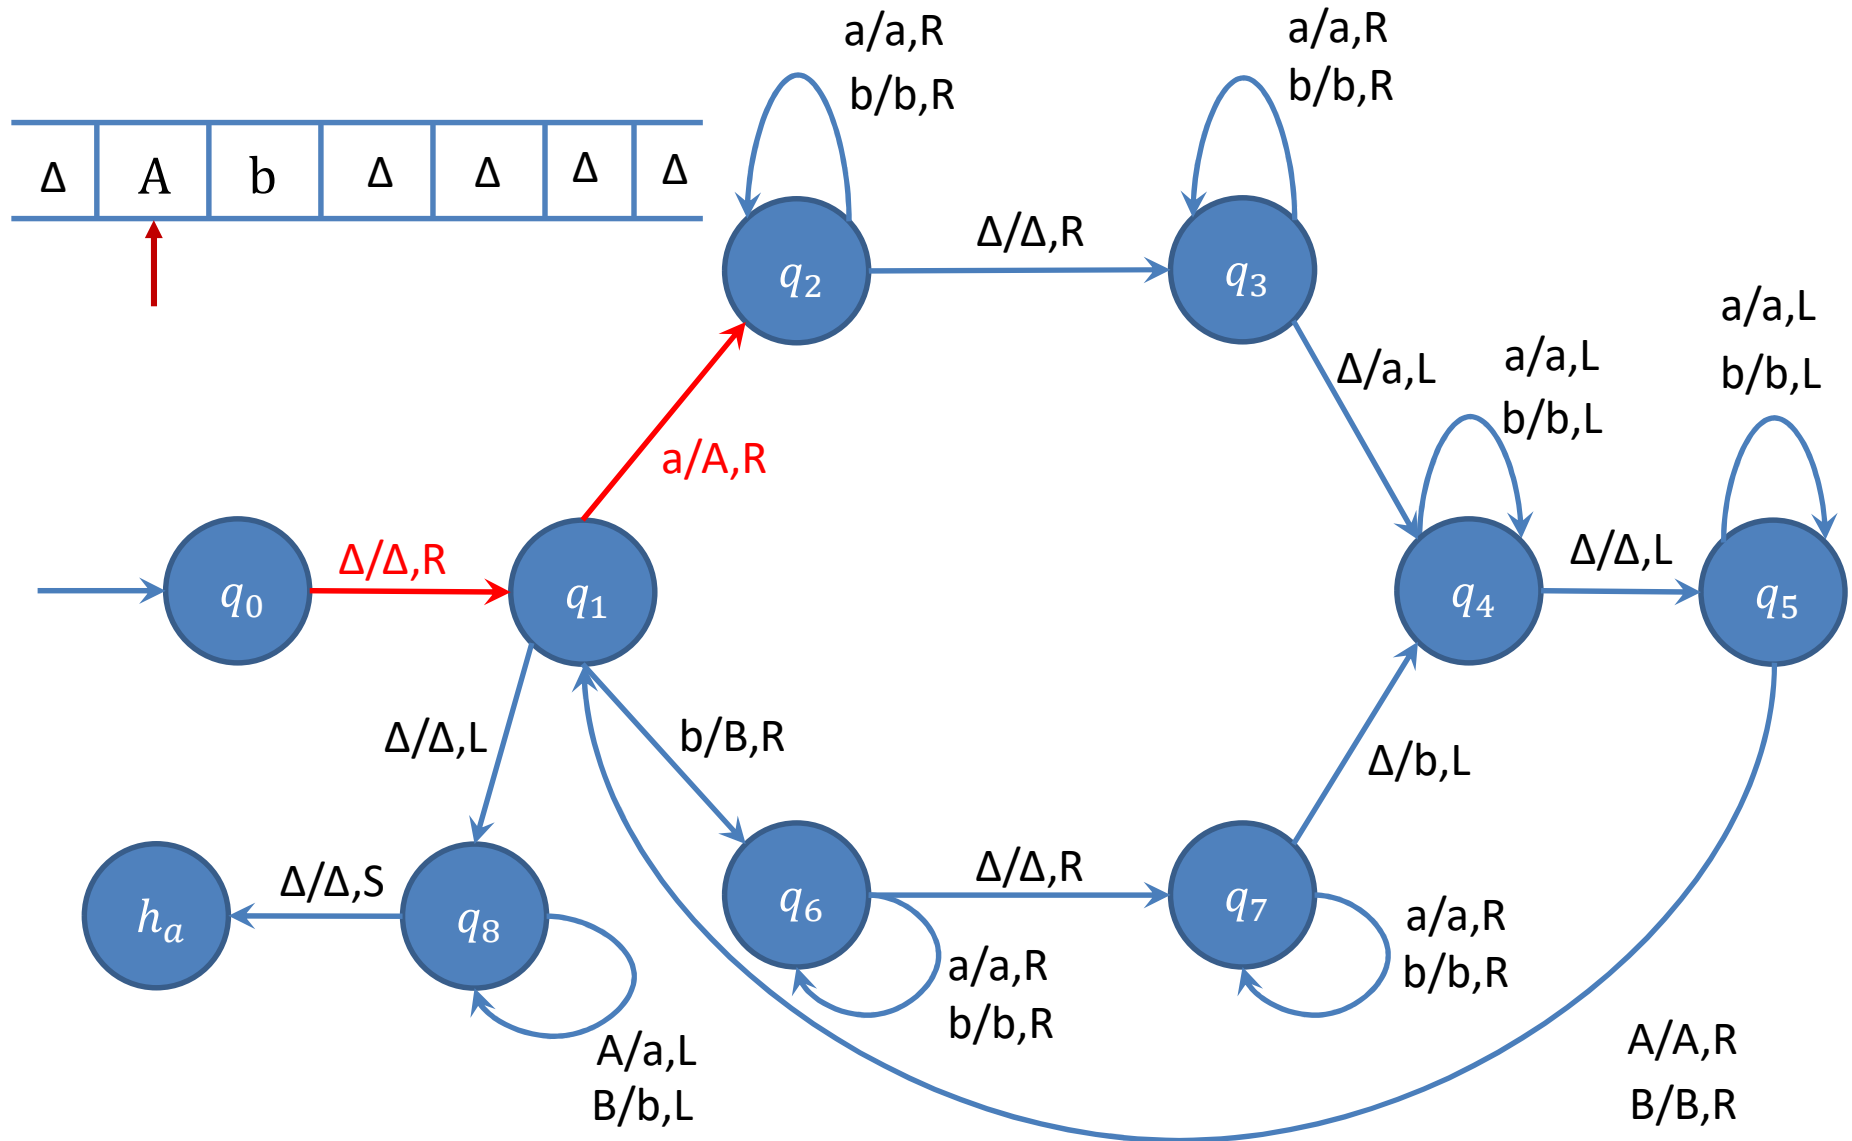 a/a,R
b/b,R
a/a,R
b/b,R
Δ A b Δ Δ Δ Δ
q₂
Δ/Δ,R
q₃
a/a,L
b/b,L
Δ/a,L
a/a,L
b/b,L
a/A,R
Δ/Δ,R
Δ/Δ,L
q₀
q₁
q₄
q₅
Δ/Δ,L
b/B,R
Δ/b,L
hₐ
Δ/Δ,S
q₈
q₆
Δ/Δ,R
q₇
a/a,R
b/b,R
a/a,R
b/b,R
A/a,L
B/b,L
A/A,R
B/B,R